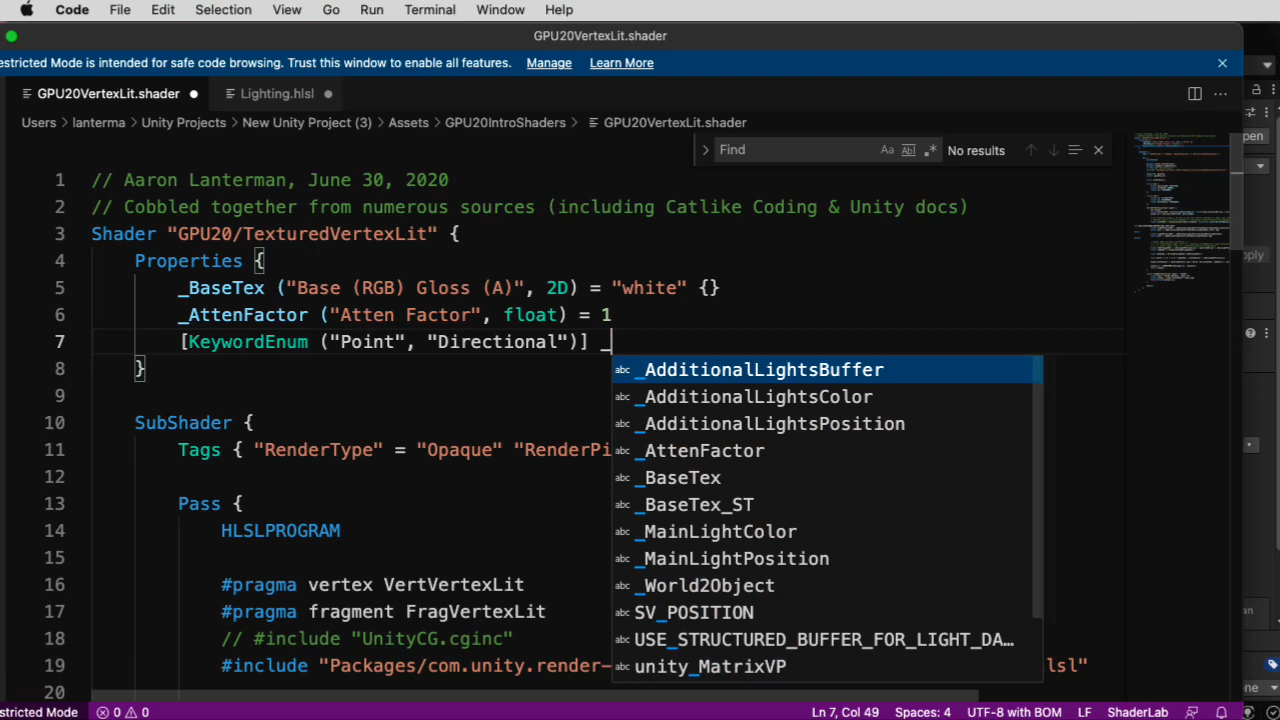 Code File Edit Selection View Go Run Terminal Window Help
GPU20VertexLit.shader
estricted Mode is intended for safe code browsing. Trust this window to enable all features. Manage Learn More
GPU20VertexLit.shader Lighting.hlsl
Users > lanterma > Unity Projects > New Unity Project (3) > Assets > GPU20IntroShaders > GPU20VertexLit.shader
Find Aa Abl No results
1 // Aaron Lanterman, June 30, 2020
2 // Cobbled together from numerous sources (including Catlike Coding & Unity docs)
3 Shader "GPU20/TexturedVertexLit" {
4 Properties {
5 _BaseTex ("Base (RGB) Gloss (A)", 2D) = "white" {}
6 _AttenFactor ("Atten Factor", float) = 1
7 [KeywordEnum ("Point", "Directional")] _
8 }
9
10 SubShader {
11 Tags { "RenderType" = "Opaque" "RenderPi
12
13 Pass {
14 HLSLPROGRAM
15
16 #pragma vertex VertVertexLit
17 #pragma fragment FragVertexLit
18 // #include "UnityCG.cginc"
19 #include "Packages/com.unity.render- lsl"
20
abc _AdditionalLightsBuffer
abc _AdditionalLightsColor
abc _AdditionalLightsPosition
abc _AttenFactor
abc _BaseTex
abc _BaseTex_ST
abc _MainLightColor
abc _MainLightPosition
abc _World2Object
abc SV_POSITION
abc USE_STRUCTURED_BUFFER_FOR_LIGHT_DA...
abc unity_MatrixVP
pen
pply
ne
estricted Mode 0 0 Ln 7, Col 49 Spaces: 4 UTF-8 with BOM LF ShaderLab